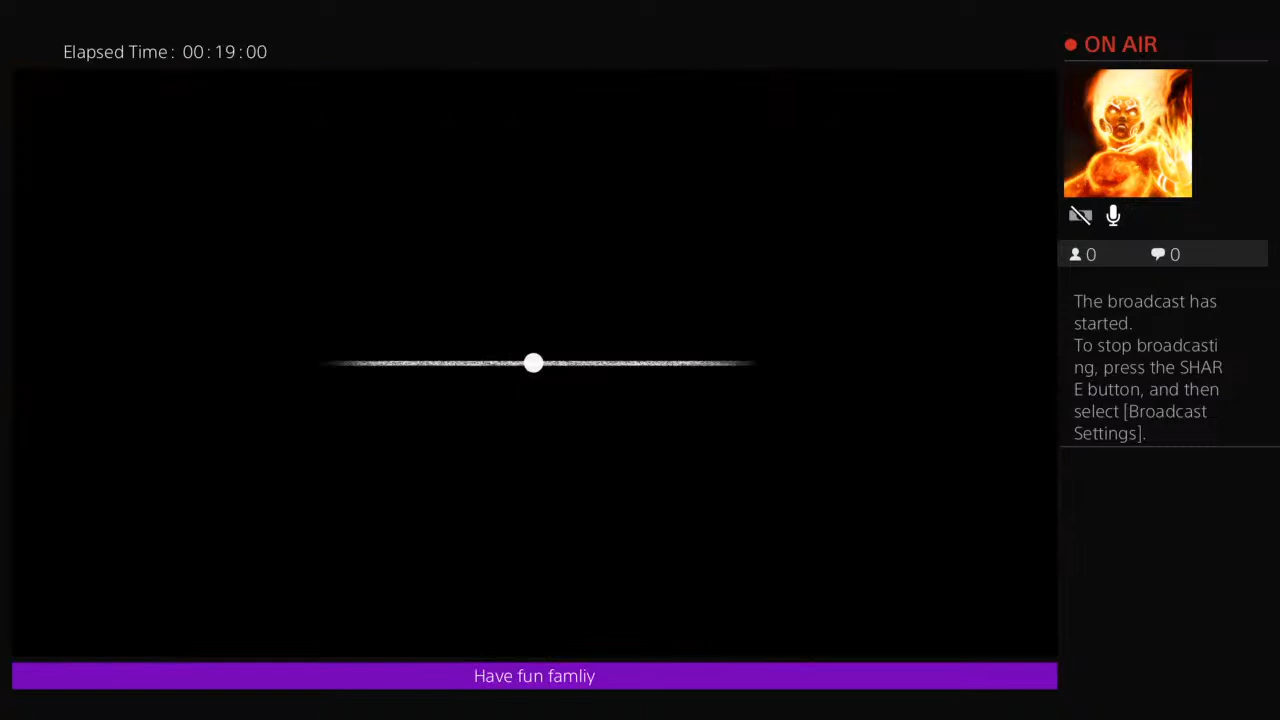 Elapsed Time: 00:19:00
ON AIR
0 0
The broadcast has
started.
To stop broadcasti
ng, press the SHAR
E button, and then
select [Broadcast
Settings].
Have fun famliy